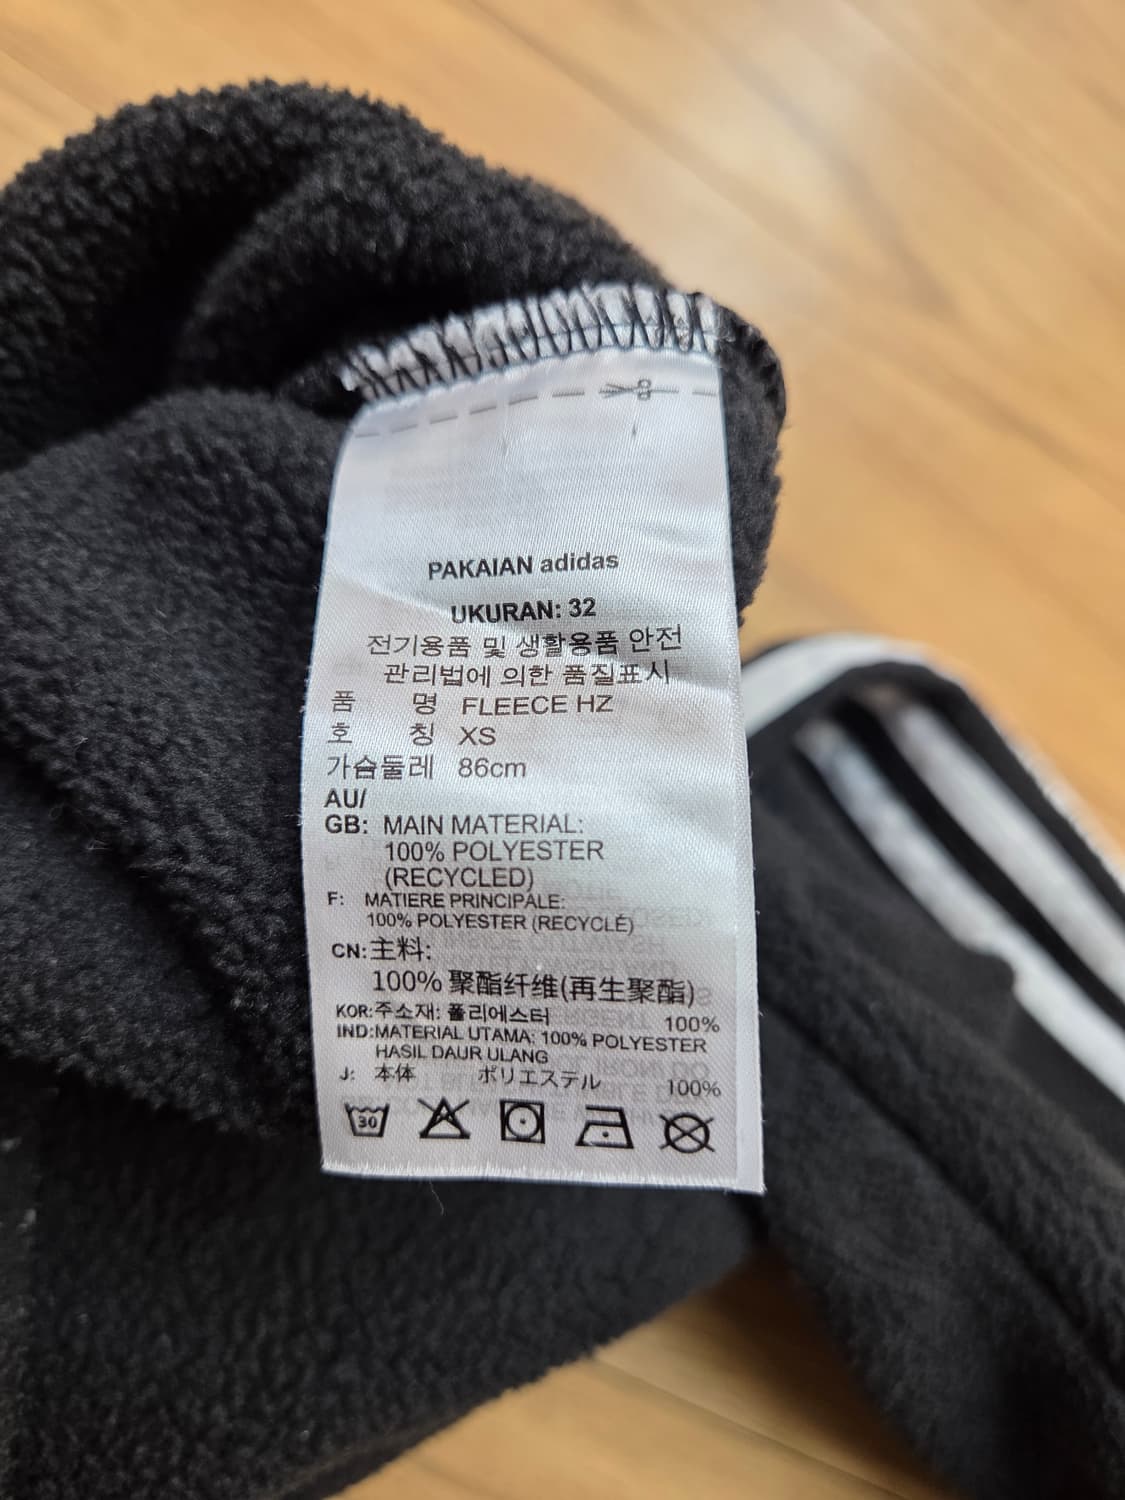 PAKAIAN adidas
UKURAN: 32
전기용품 및 생활용품 안전
관리법에 의한 품질표시
품 명 FLEECE HZ
호 칭 XS
가슴둘레 86cm
AU/
GB: MAIN MATERIAL:
100% POLYESTER
(RECYCLED)
F: MATIERE PRINCIPALE:
100% POLYESTER (RECYCLÉ)
CN: 主料:
100% 聚酯纤维(再生聚酯)
KOR: 주소재: 폴리에스터 100%
IND: MATERIAL UTAMA: 100% POLYESTER
HASIL DAUR ULANG
J: 本体 ポリエステル 100%
30